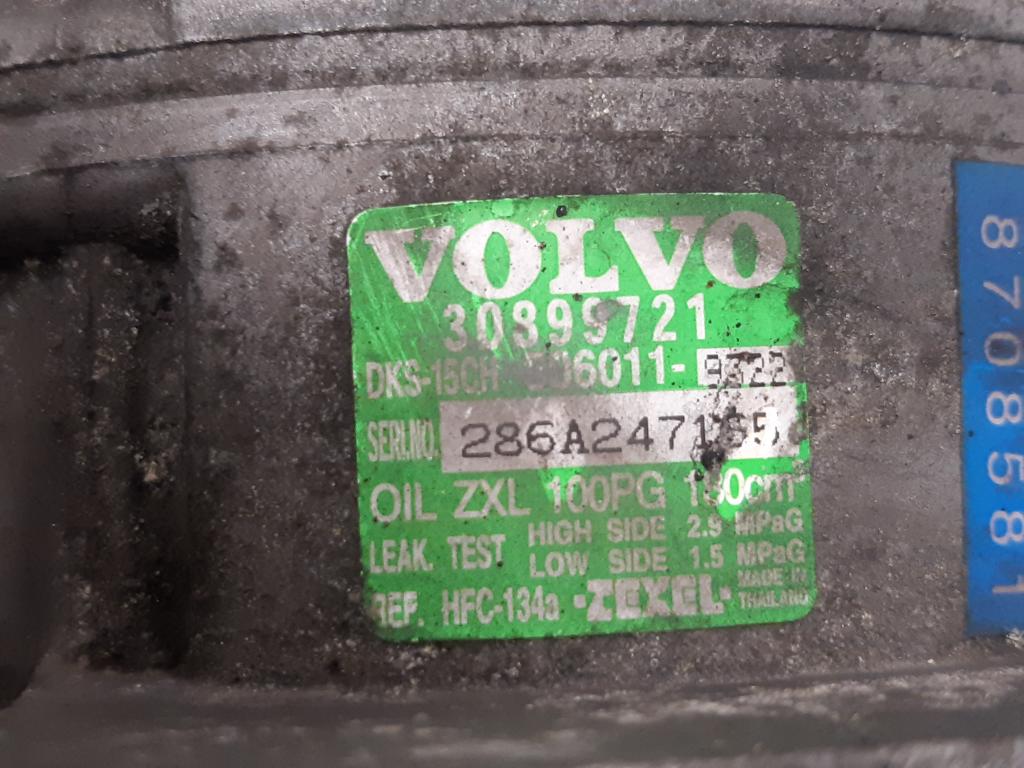 VOLVO
30899721
DKS-15CH
SERI.NO.
OIL ZXL 100PG
LEAK. TEST HIGH SIDE 2.9 MPaG
LOW SIDE 1.5 MPaG
REF. HFC-134a ZEXEL MADE IN
THAILAND
8708581